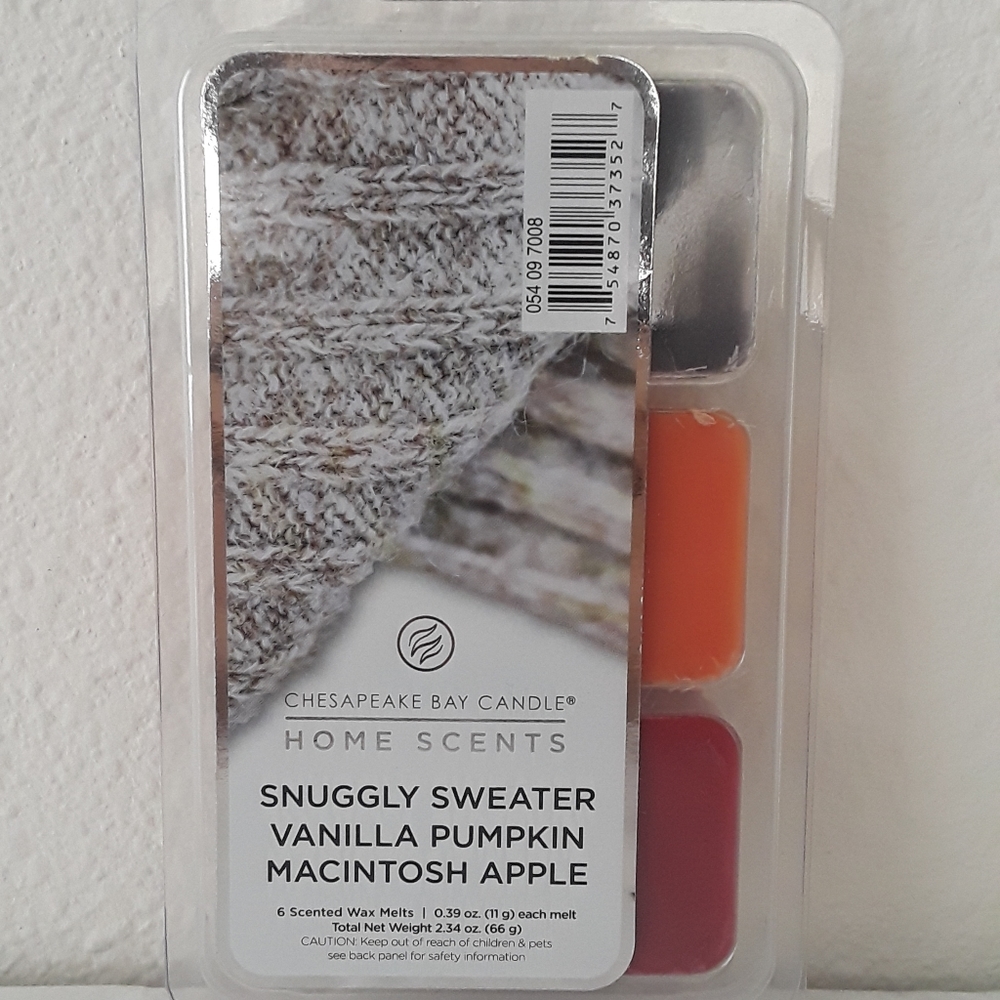 054 09 7008
7 54870 37352 7
CHESAPEAKE BAY CANDLE®
HOME SCENTS
SNUGGLY SWEATER
VANILLA PUMPKIN
MACINTOSH APPLE
6 Scented Wax Melts | 0.39 oz. (11 g) each melt
Total Net Weight 2.34 oz. (66 g)
CAUTION: Keep out of reach of children & pets
see back panel for safety information